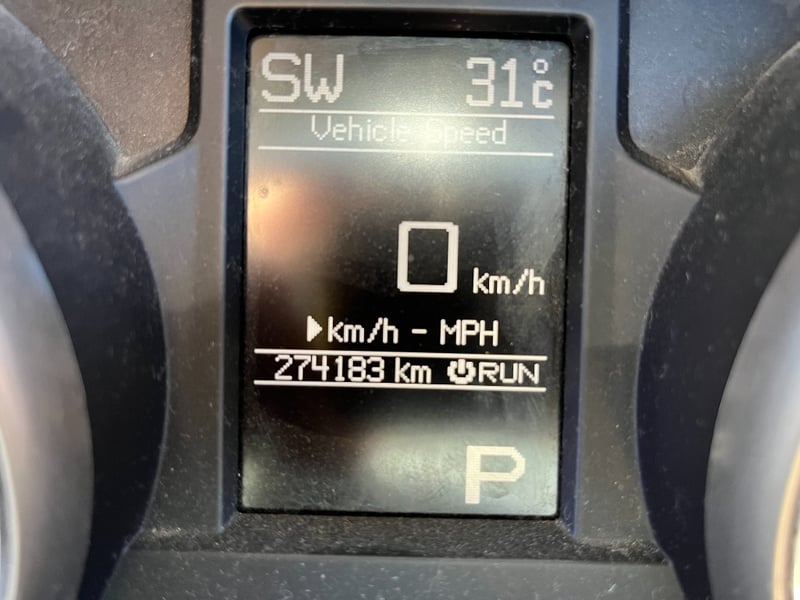 SW 31°C
Vehicle Speed
0 km/h
km/h - MPH
274183 km RUN
P